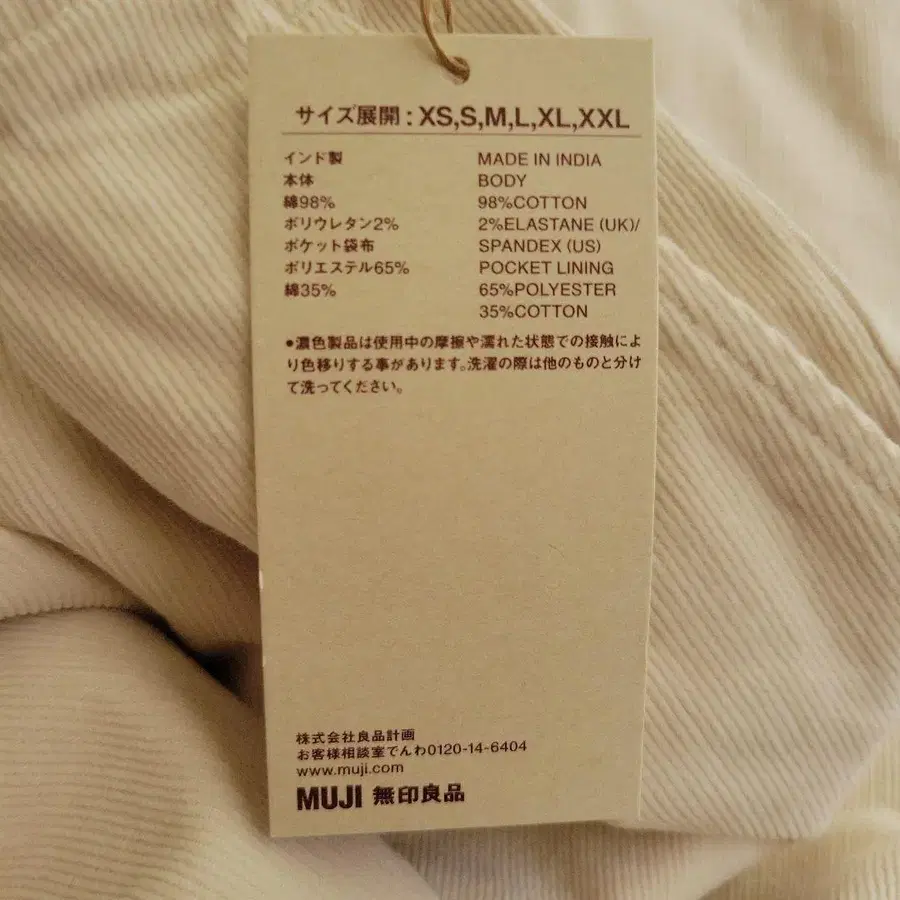 サイズ展開：XS,S,M,L,XL,XXL
インド製 MADE IN INDIA
本体 BODY
綿98% 98%COTTON
ポリウレタン2% 2%ELASTANE (UK)/
ポケット袋布 SPANDEX (US)
ポリエステル65% POCKET LINING
綿35% 65%POLYESTER
35%COTTON
●濃色製品は使用中の摩擦や濡れた状態での接触によ
り色移りする事があります。洗濯の際は他のものと分け
て洗ってください。
株式会社良品計画
お客様相談室でんわ0120-14-6404
www.muji.com
MUJI 無印良品